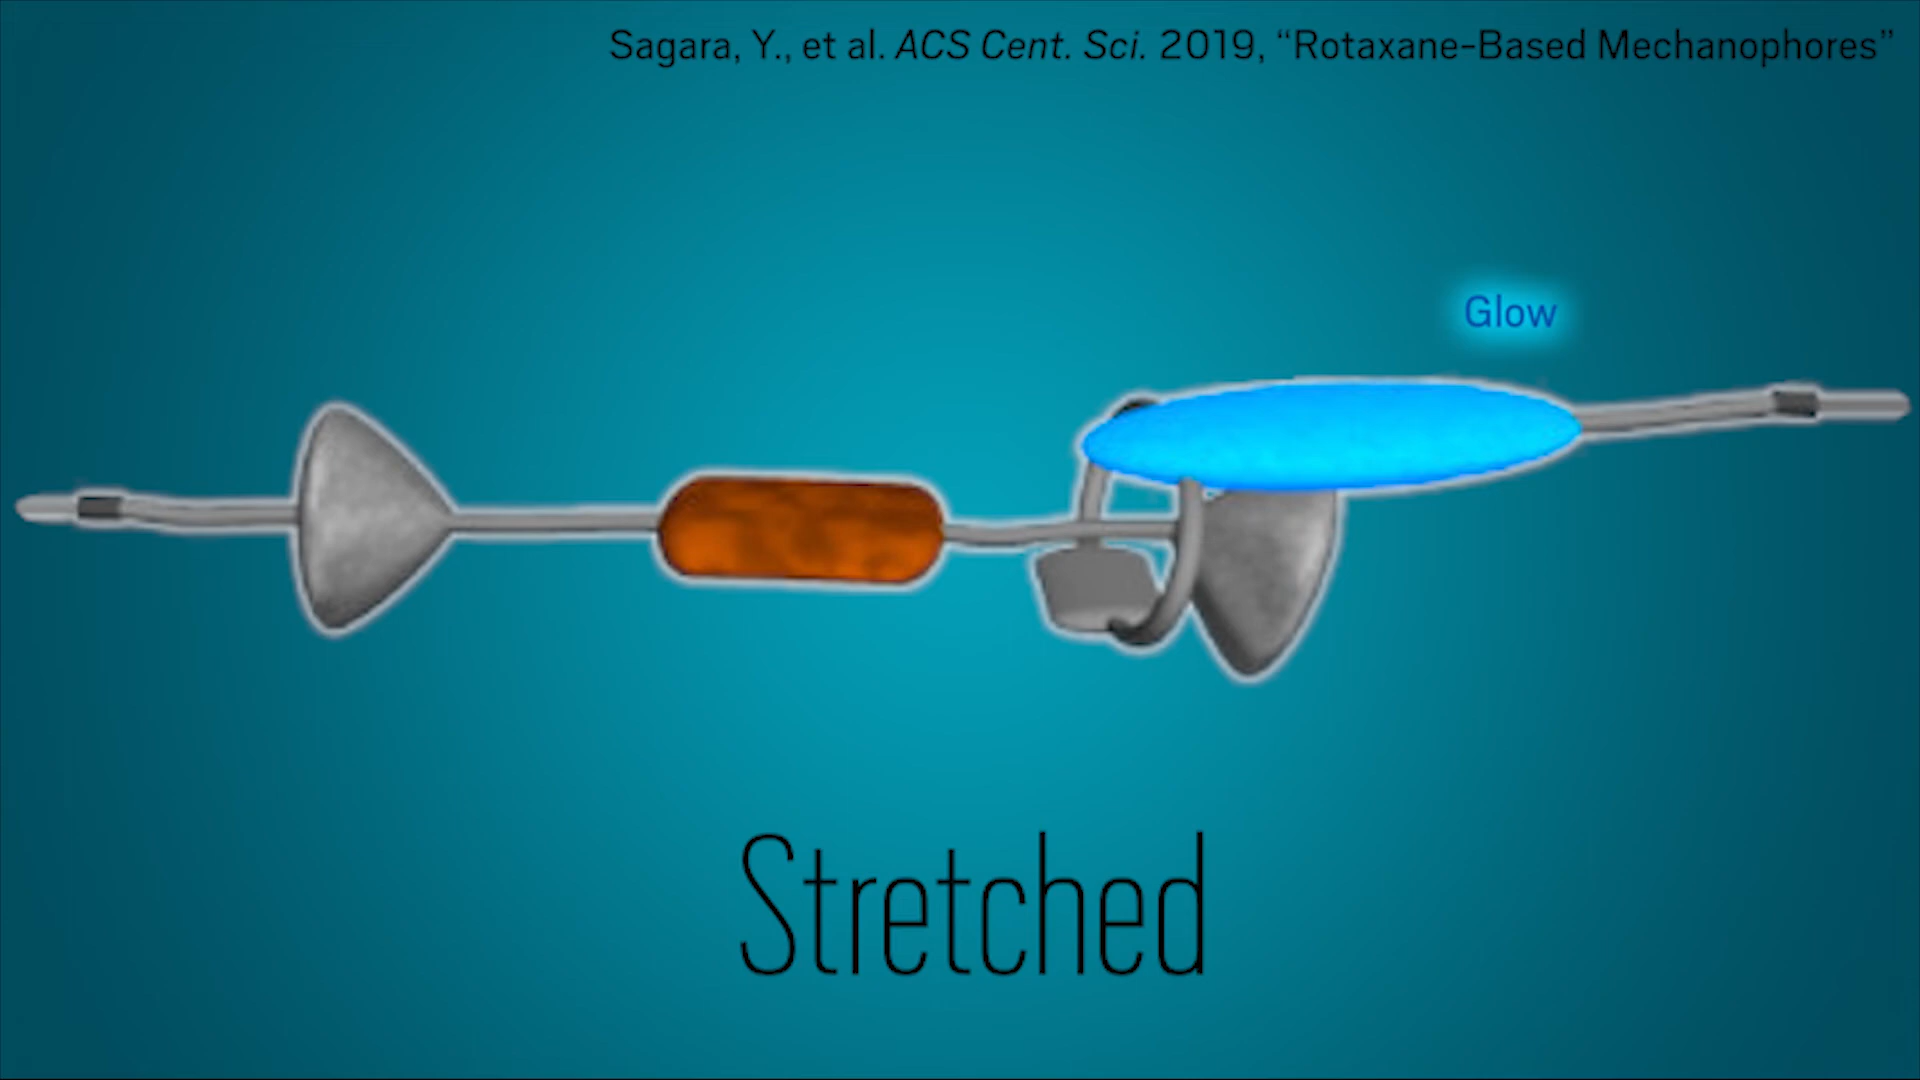 Sagara, Y., et al. ACS Cent. Sci. 2019, “Rotaxane-Based Mechanophores”
Glow
Stretched